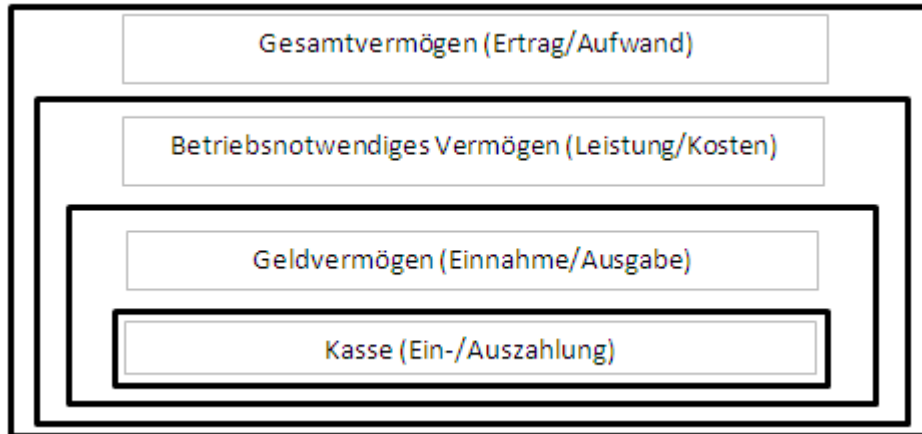 Gesamtvermögen (Ertrag/Aufwand)
Betriebsnotwendiges Vermögen (Leistung/Kosten)
Geldvermögen (Einnahme/Ausgabe)
Kasse (Ein-/Auszahlung)